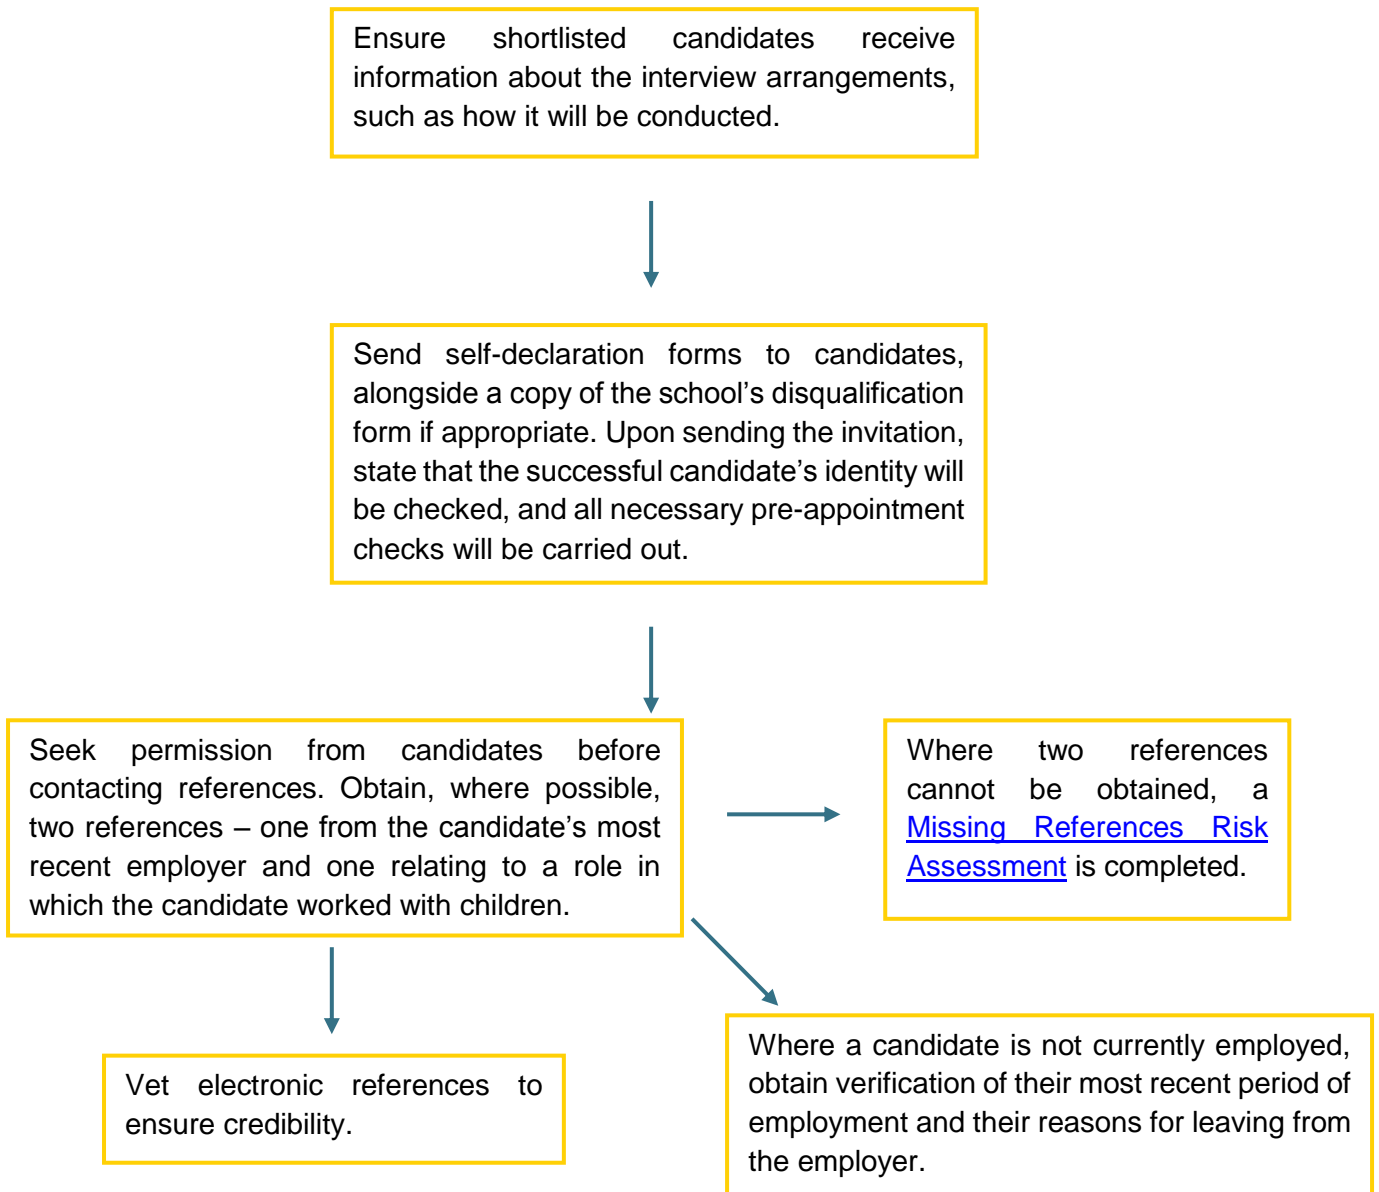 Ensure shortlisted candidates receive
information about the interview arrangements,
such as how it will be conducted.
Send self-declaration forms to candidates,
alongside a copy of the school’s disqualification
form if appropriate. Upon sending the invitation,
state that the successful candidate’s identity will
be checked, and all necessary pre-appointment
checks will be carried out.
Seek permission from candidates before
contacting references. Obtain, where possible,
two references – one from the candidate’s most
recent employer and one relating to a role in
which the candidate worked with children.
Where two references
cannot be obtained, a
Missing References Risk
Assessment is completed.
Vet electronic references to
ensure credibility.
Where a candidate is not currently employed,
obtain verification of their most recent period of
employment and their reasons for leaving from
the employer.